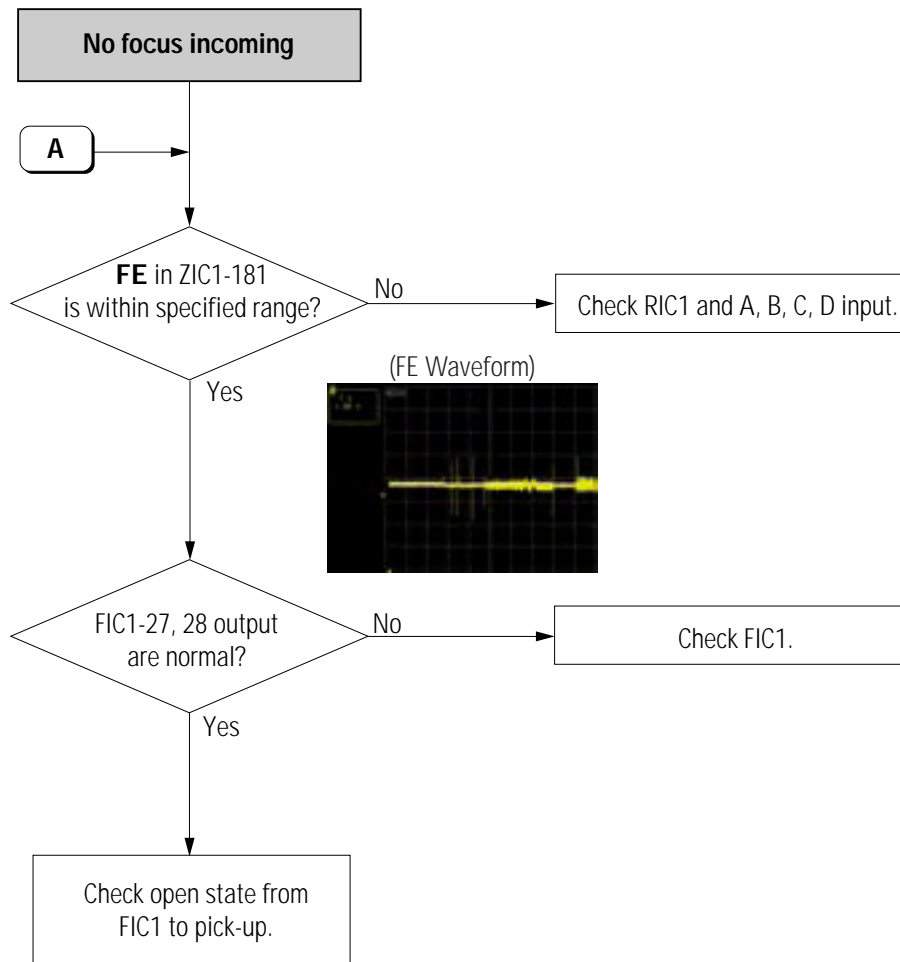 No focus incoming
A
FE in ZIC1-181
is within specified range?
No
Check RIC1 and A, B, C, D input.
Yes
(FE Waveform)
FIC1-27, 28 output
are normal?
No
Check FIC1.
Yes
Check open state from
FIC1 to pick-up.